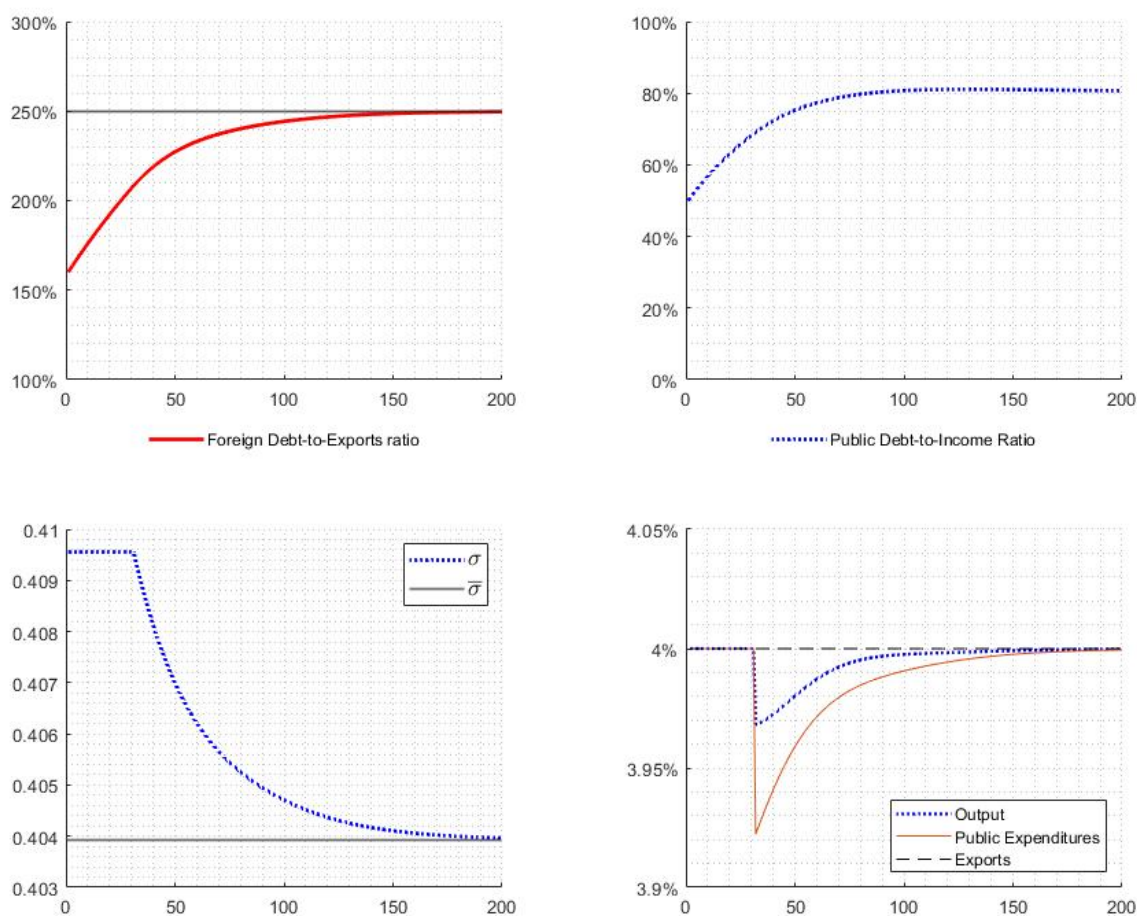 300%
250%
200%
150%
100%
0 50 100 150 200
Foreign Debt-to-Exports ratio
100%
80%
60%
40%
20%
0%
0 50 100 150 200
Public Debt-to-Income Ratio
0.41
0.409
0.408
0.407
0.406
0.405
0.404
0.403
0 50 100 150 200
σ
σ̅
4.05%
4%
3.95%
3.9%
0 50 100 150 200
Output
Public Expenditures
Exports